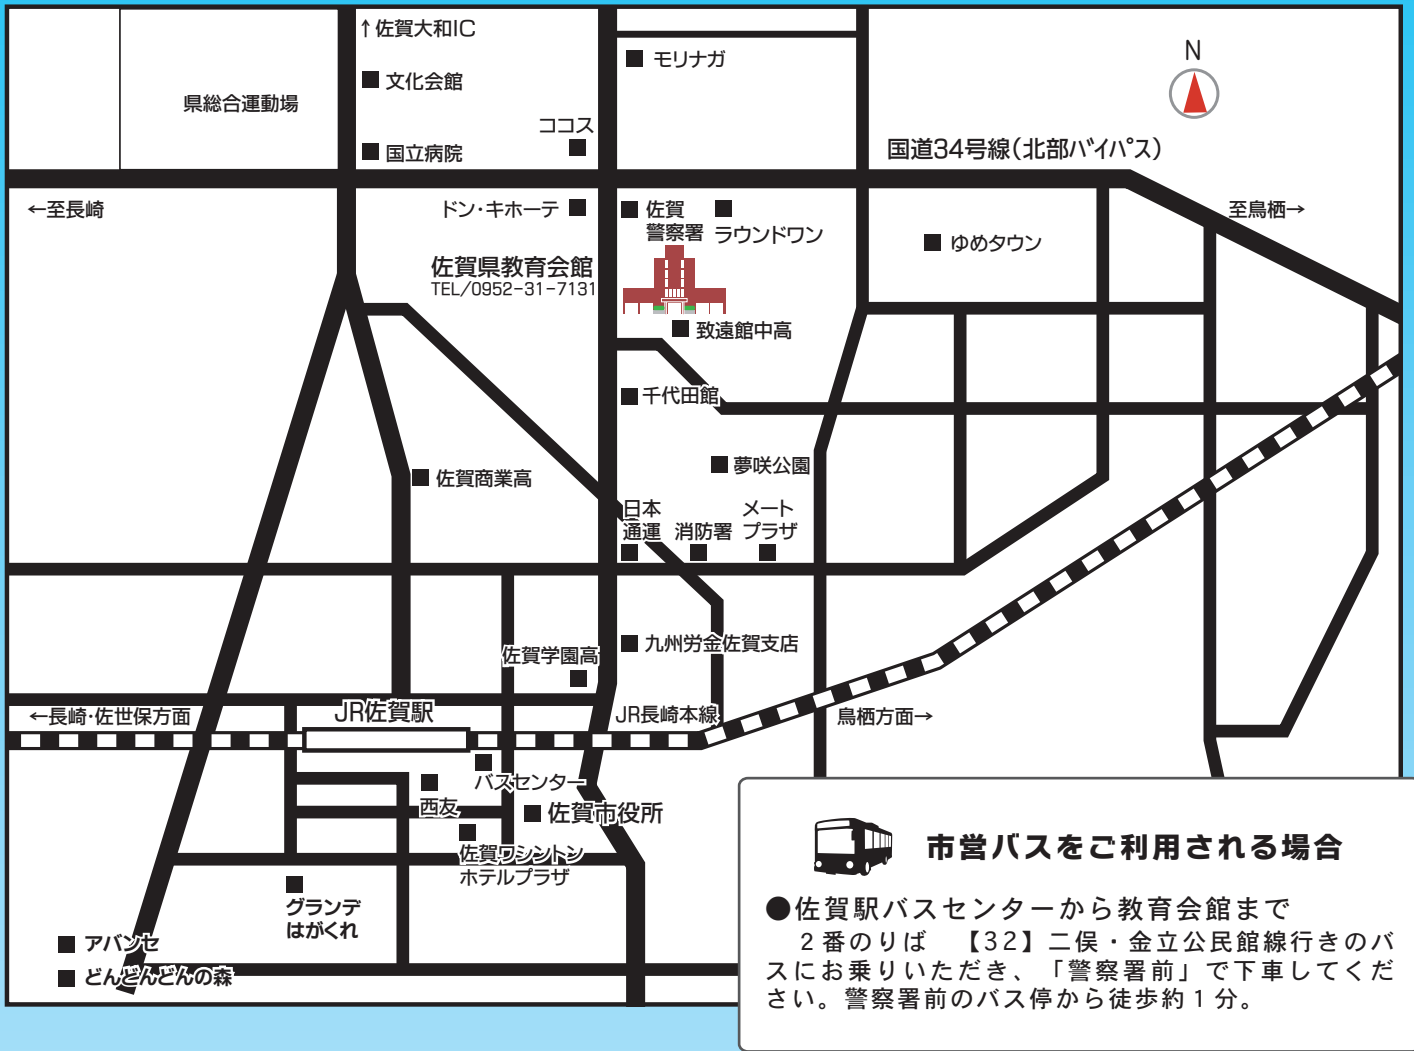 ↑佐賀大和IC
文化会館
モリナガ
N
県総合運動場
ココス
国立病院
国道34号線(北部バイパス)
←至長崎
ドン・キホーテ
佐賀
警察署
ラウンドワン
至鳥栖→
ゆめタウン
佐賀県教育会館
TEL/0952-31-7131
致遠館中高
千代田館
夢咲公園
佐賀商業高
日本
通運
消防署
メート
プラザ
九州労金佐賀支店
佐賀学園高
←長崎・佐世保方面
JR佐賀駅
JR長崎本線
鳥栖方面→
バスセンター
西友
佐賀市役所
佐賀ワシントン
ホテルプラザ
グランデ
はがくれ
アバンセ
どんどんどんの森
市営バスをご利用される場合
●佐賀駅バスセンターから教育会館まで
2番のりば 【32】二俣・金立公民館線行きのバ
スにお乗りいただき、「警察署前」で下車してくだ
さい。警察署前のバス停から徒歩約1分。